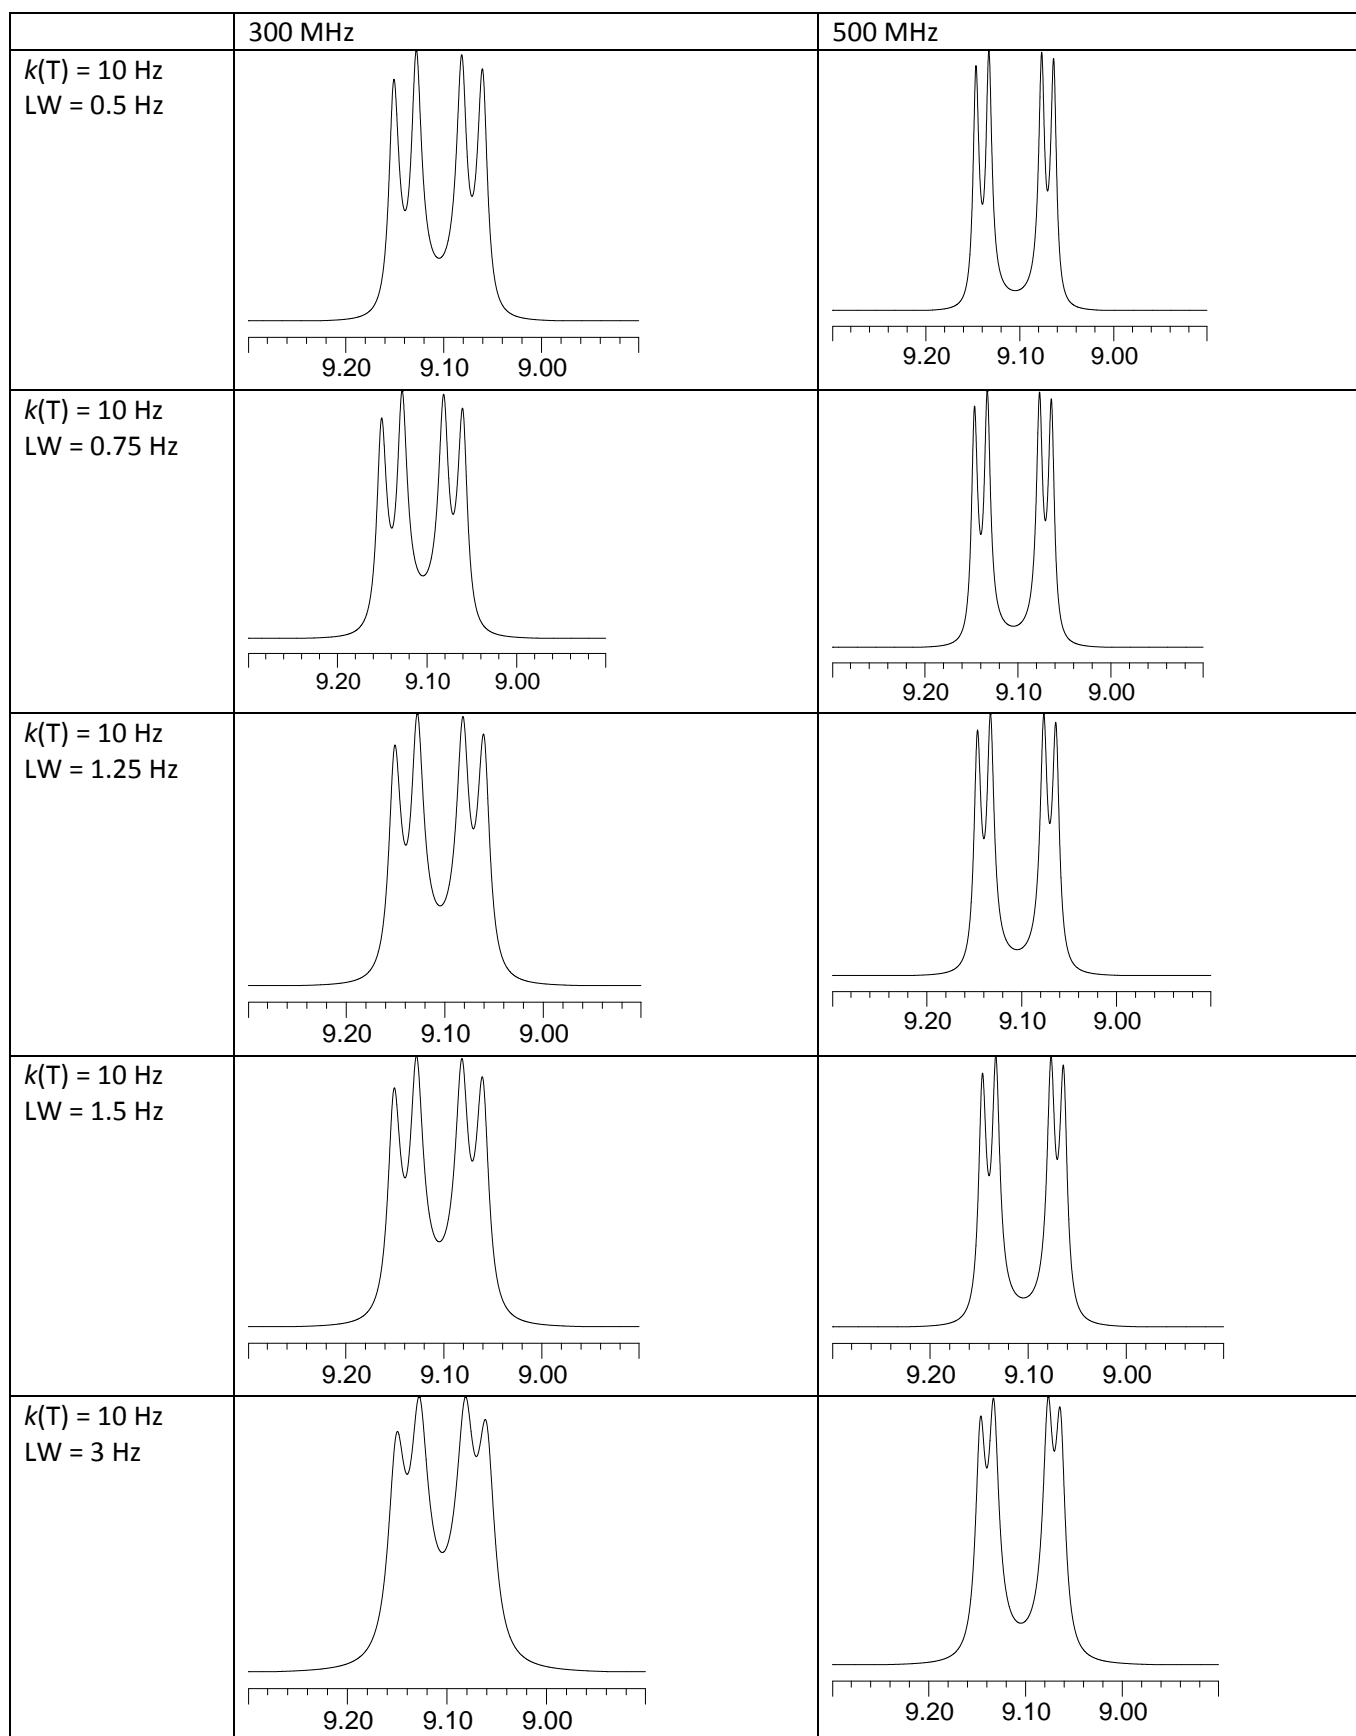 300 MHz
500 MHz
k(T) = 10 Hz
LW = 0.5 Hz
9.20 9.10 9.00
9.20 9.10 9.00
k(T) = 10 Hz
LW = 0.75 Hz
9.20 9.10 9.00
9.20 9.10 9.00
k(T) = 10 Hz
LW = 1.25 Hz
9.20 9.10 9.00
9.20 9.10 9.00
k(T) = 10 Hz
LW = 1.5 Hz
9.20 9.10 9.00
9.20 9.10 9.00
k(T) = 10 Hz
LW = 3 Hz
9.20 9.10 9.00
9.20 9.10 9.00